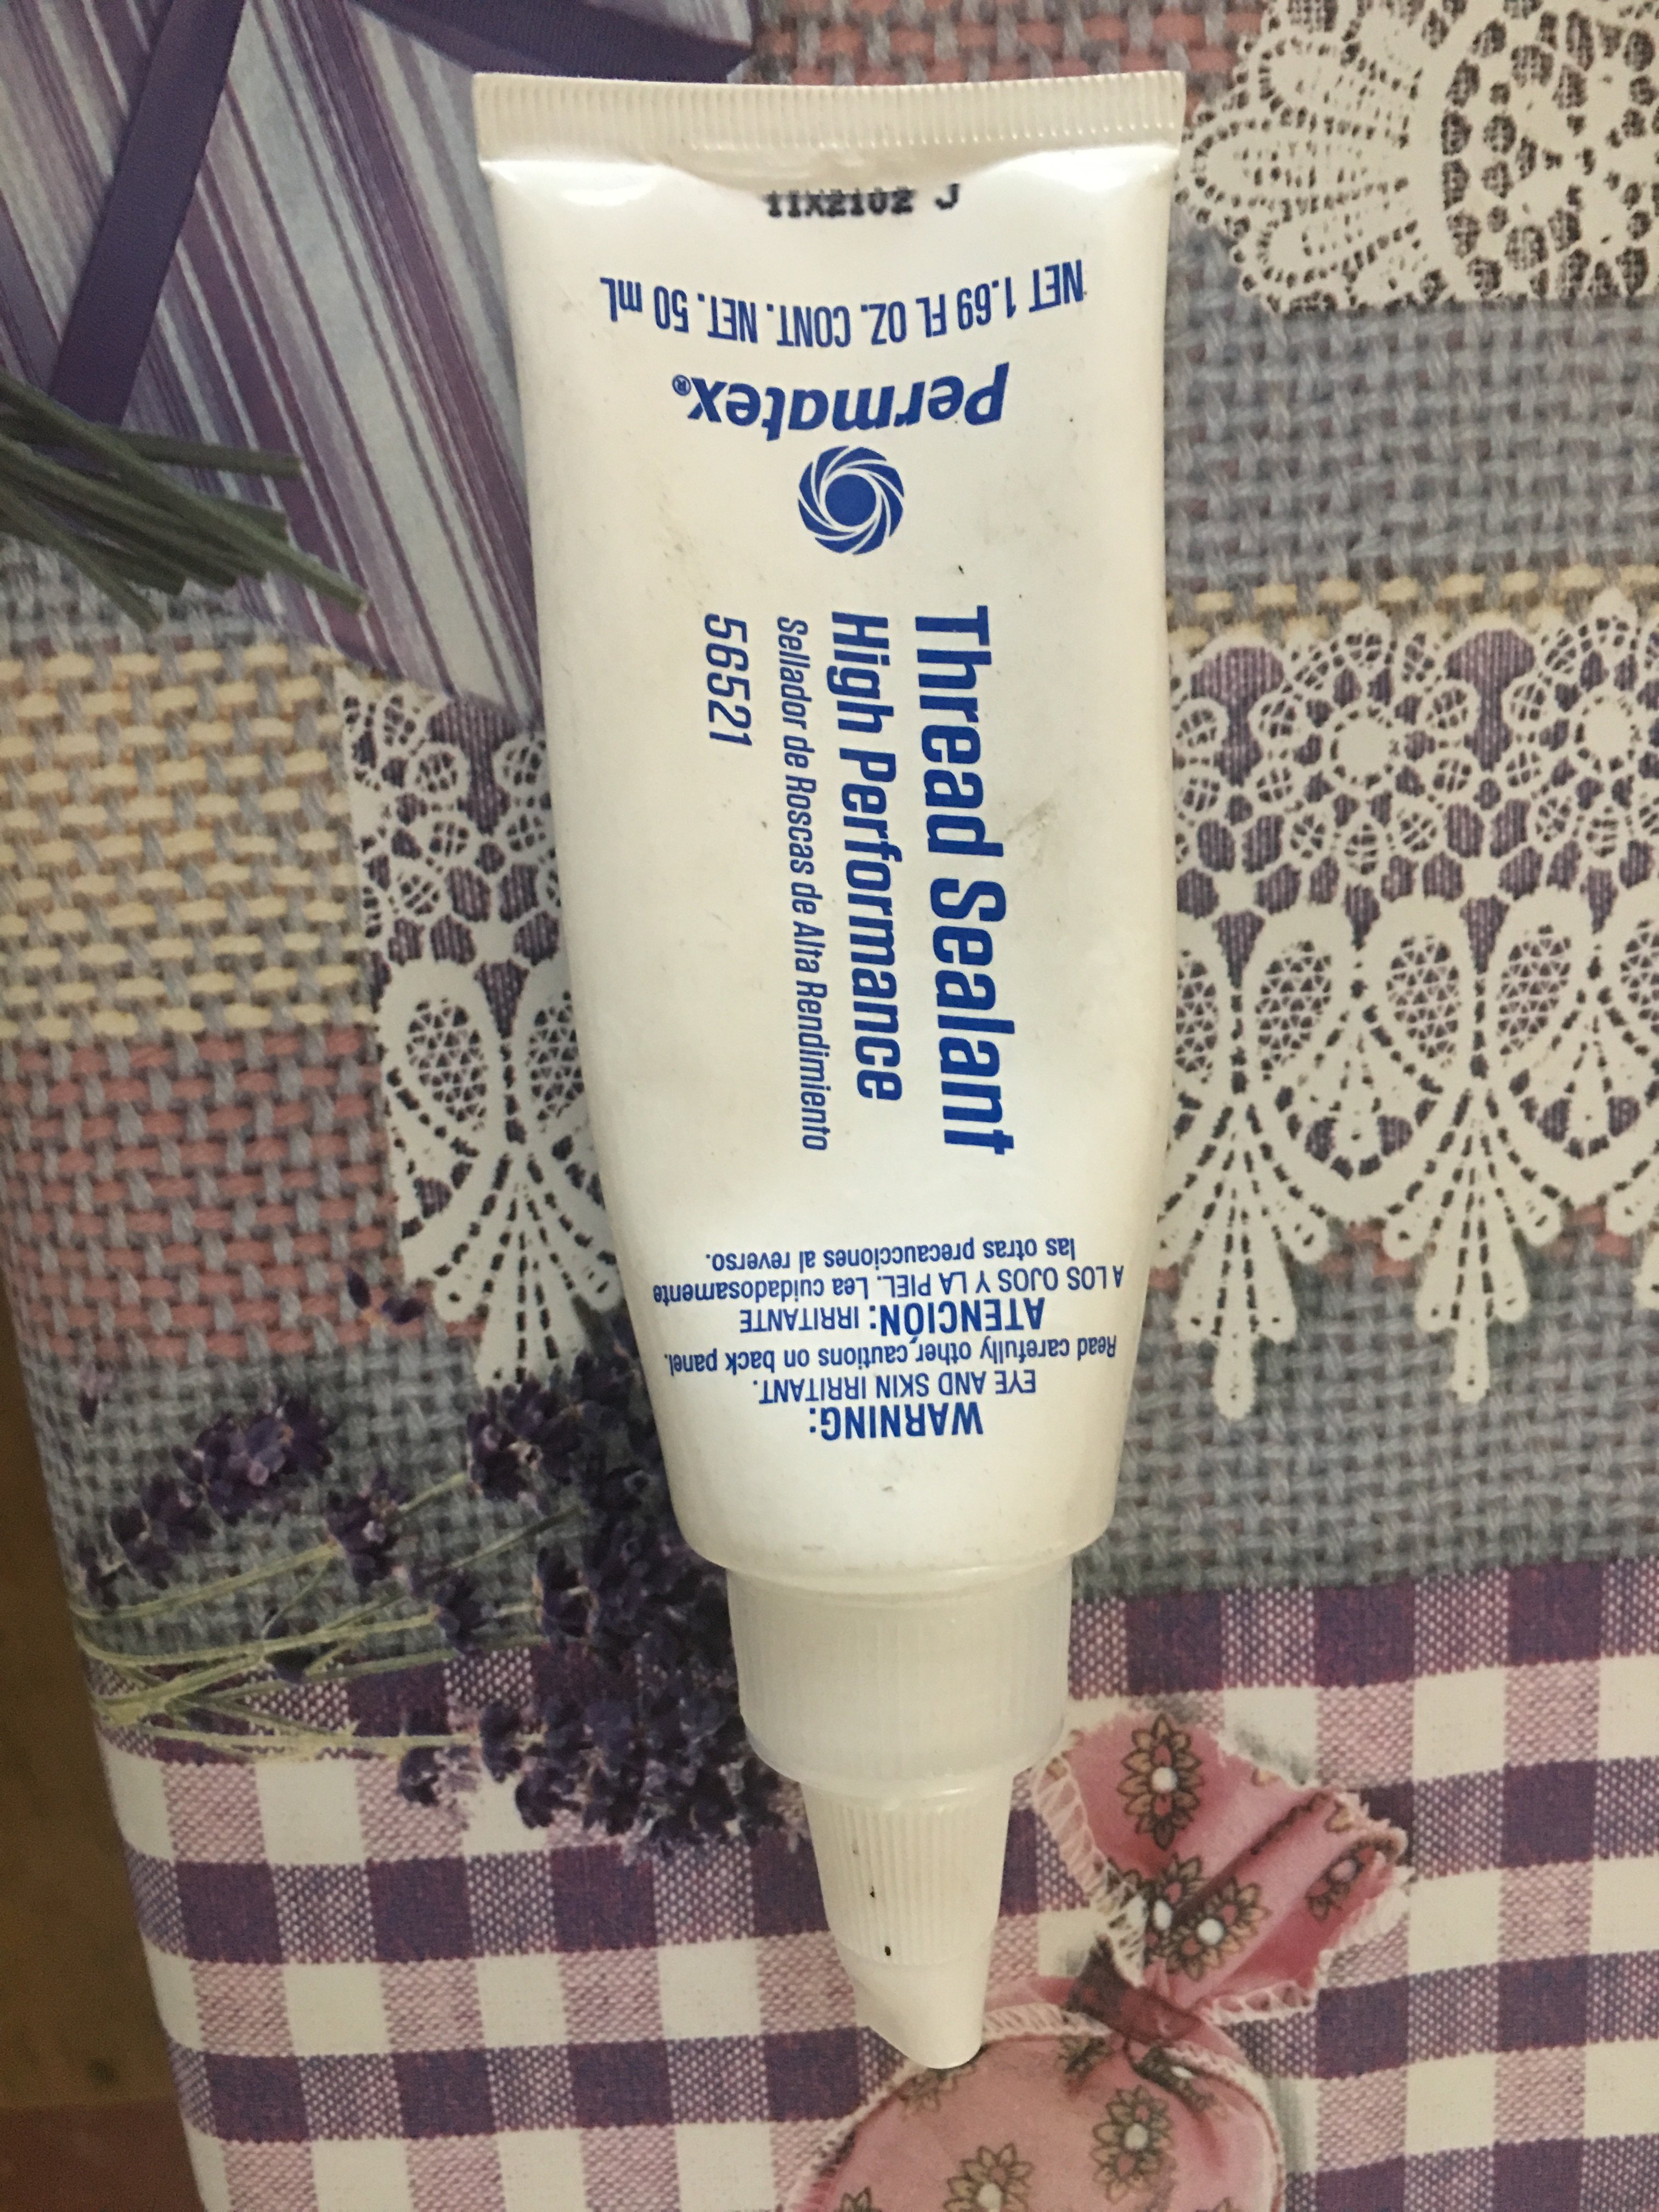 NET 1.69 FL OZ. CONT. NET. 50 mL
Permatex®
Thread Sealant
High Performance
Sellador de Roscas de Alta Rendimiento
56521
WARNING:
EYE AND SKIN IRRITANT.
Read carefully other cautions on back panel.
ATENCIÓN: IRRITANTE
A LOS OJOS Y LA PIEL. Lea cuidadosamente
las otras precauciones al reverso.